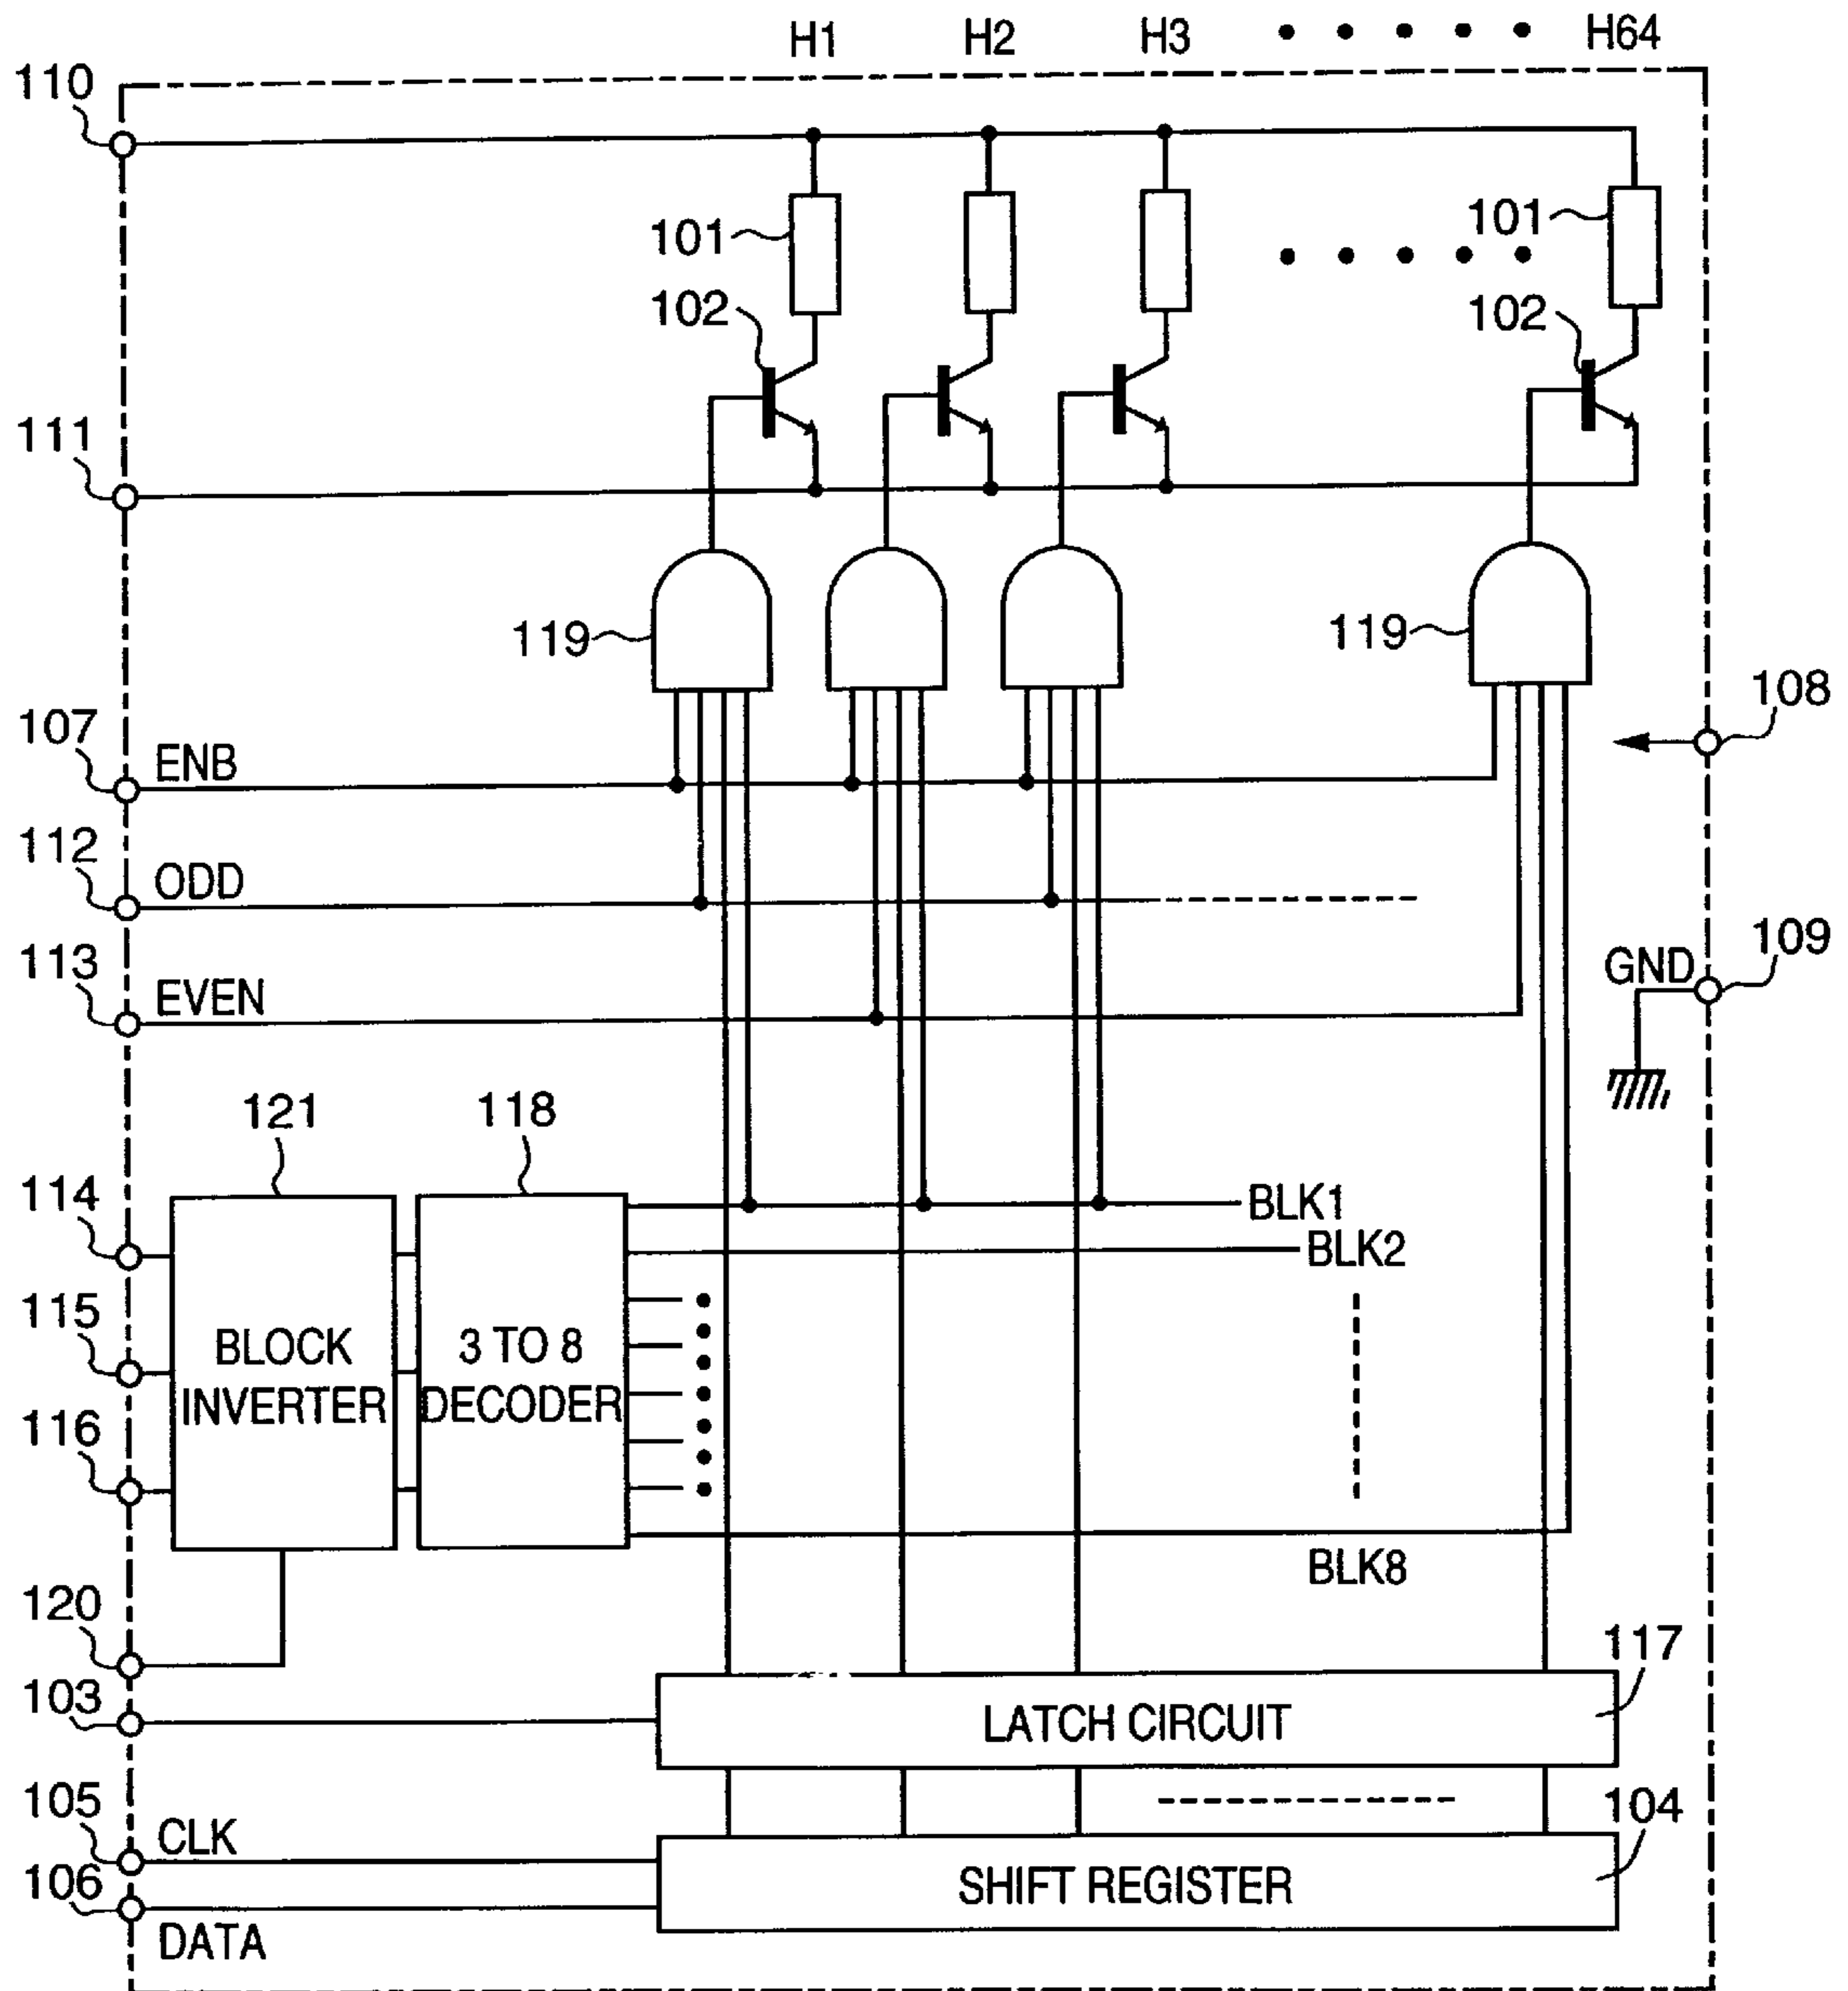 H1 H2 H3 H64
110
101 101
102 102
111
119 119
108
107
ENB
112
ODD
109
113
GND
EVEN
121 118
114
BLK1
BLK2
115
BLOCK INVERTER
3 TO 8 DECODER
116
BLK8
120
117
103
LATCH CIRCUIT
105
104
CLK
106
SHIFT REGISTER
DATA